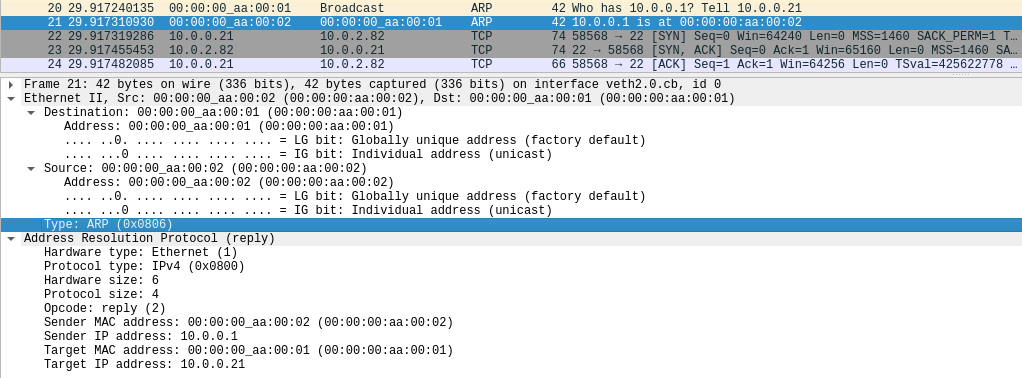 20 29.917240135 00:00:00_aa:00:01 Broadcast ARP 42 Who has 10.0.0.1? Tell 10.0.0.21
21 29.917310930 00:00:00_aa:00:02 00:00:00_aa:00:01 ARP 42 10.0.0.1 is at 00:00:00:aa:00:02
22 29.917319286 10.0.0.21 10.0.2.82 TCP 74 58568 → 22 [SYN] Seq=0 Win=64240 Len=0 MSS=1460 SACK_PERM=1 T…
23 29.917455453 10.0.2.82 10.0.0.21 TCP 74 22 → 58568 [SYN, ACK] Seq=0 Ack=1 Win=65160 Len=0 MSS=1460 SA…
24 29.917482085 10.0.0.21 10.0.2.82 TCP 66 58568 → 22 [ACK] Seq=1 Ack=1 Win=64256 Len=0 TSval=425622778 …
Frame 21: 42 bytes on wire (336 bits), 42 bytes captured (336 bits) on interface veth2.0.cb, id 0
Ethernet II, Src: 00:00:00_aa:00:02 (00:00:00:aa:00:02), Dst: 00:00:00_aa:00:01 (00:00:00:aa:00:01)
Destination: 00:00:00_aa:00:01 (00:00:00:aa:00:01)
Address: 00:00:00_aa:00:01 (00:00:00:aa:00:01)
.... ..0. .... .... .... .... = LG bit: Globally unique address (factory default)
.... ...0 .... .... .... .... = IG bit: Individual address (unicast)
Source: 00:00:00_aa:00:02 (00:00:00:aa:00:02)
Address: 00:00:00_aa:00:02 (00:00:00:aa:00:02)
.... ..0. .... .... .... .... = LG bit: Globally unique address (factory default)
.... ...0 .... .... .... .... = IG bit: Individual address (unicast)
Type: ARP (0x0806)
Address Resolution Protocol (reply)
Hardware type: Ethernet (1)
Protocol type: IPv4 (0x0800)
Hardware size: 6
Protocol size: 4
Opcode: reply (2)
Sender MAC address: 00:00:00_aa:00:02 (00:00:00:aa:00:02)
Sender IP address: 10.0.0.1
Target MAC address: 00:00:00_aa:00:01 (00:00:00:aa:00:01)
Target IP address: 10.0.0.21